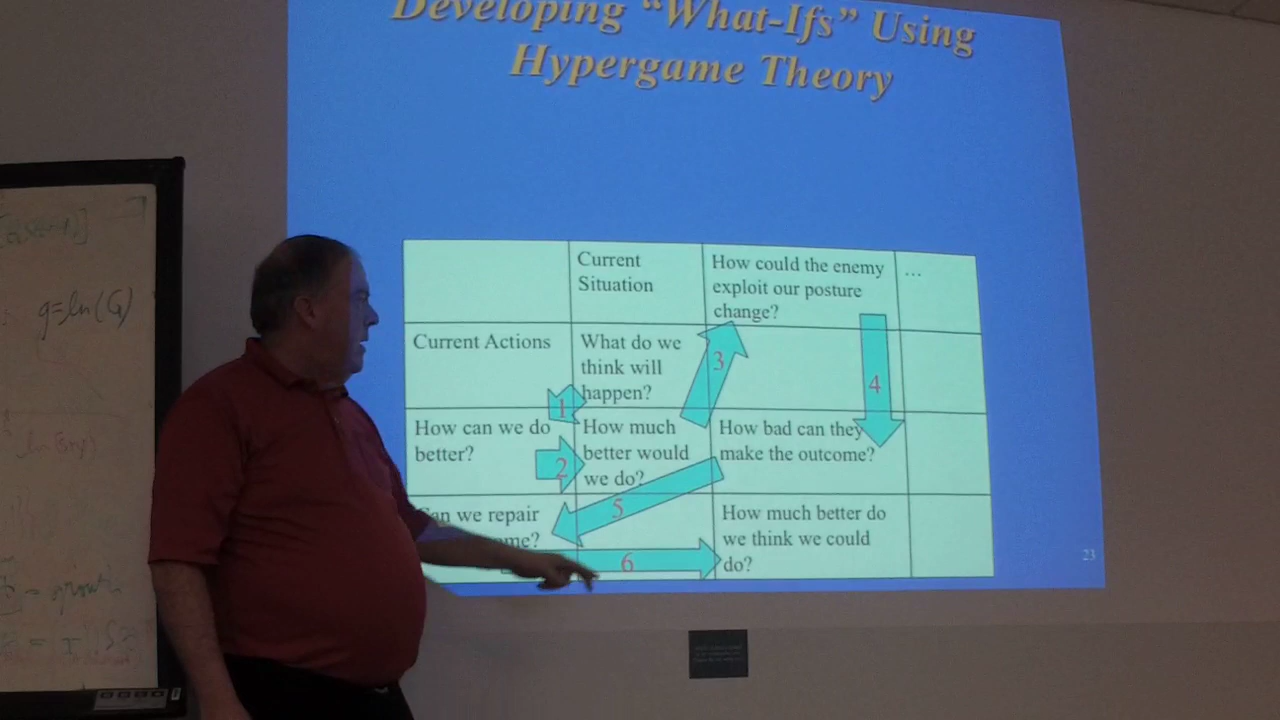 Developing “What-Ifs” Using
Hypergame Theory
Current
Situation
How could the enemy
exploit our posture
change?
...
Current Actions
What do we
think will
happen?
1
3
4
How can we do
better?
2
How much
better would
we do?
How bad can they
make the outcome?
5
Can we repair
6
How much better do
we think we could
do?
23
g=ln(G)
= growth